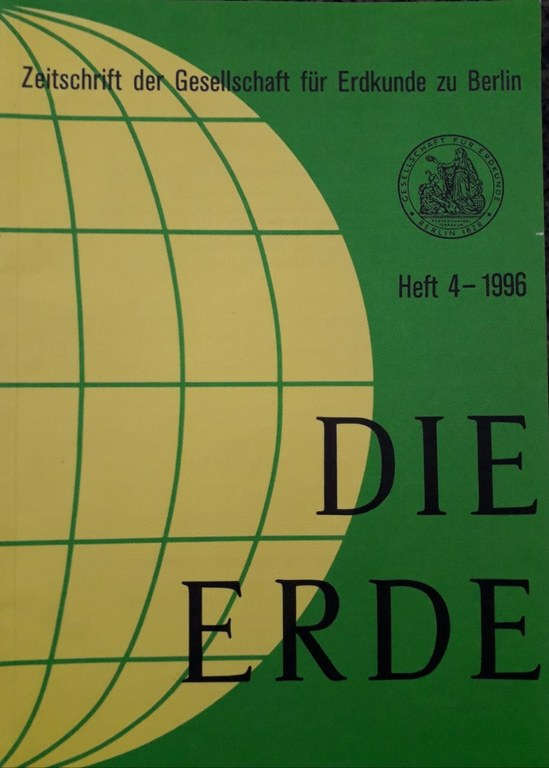 Zeitschrift der Gesellschaft für Erdkunde zu Berlin
GESELLSCHAFT FÜR ERDKUNDE
BERLIN 1828
Heft 4 – 1996
DIE
ERDE